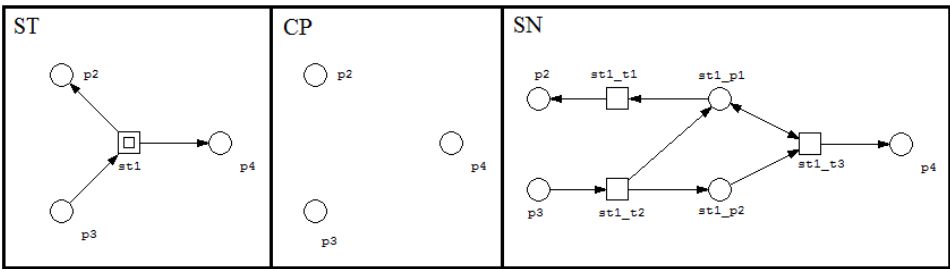 ST
p2
st1
p4
p3
CP
p2
p4
p3
SN
p2 st1_t1 st1_p1
st1_t3 p4
p3 st1_t2 st1_p2